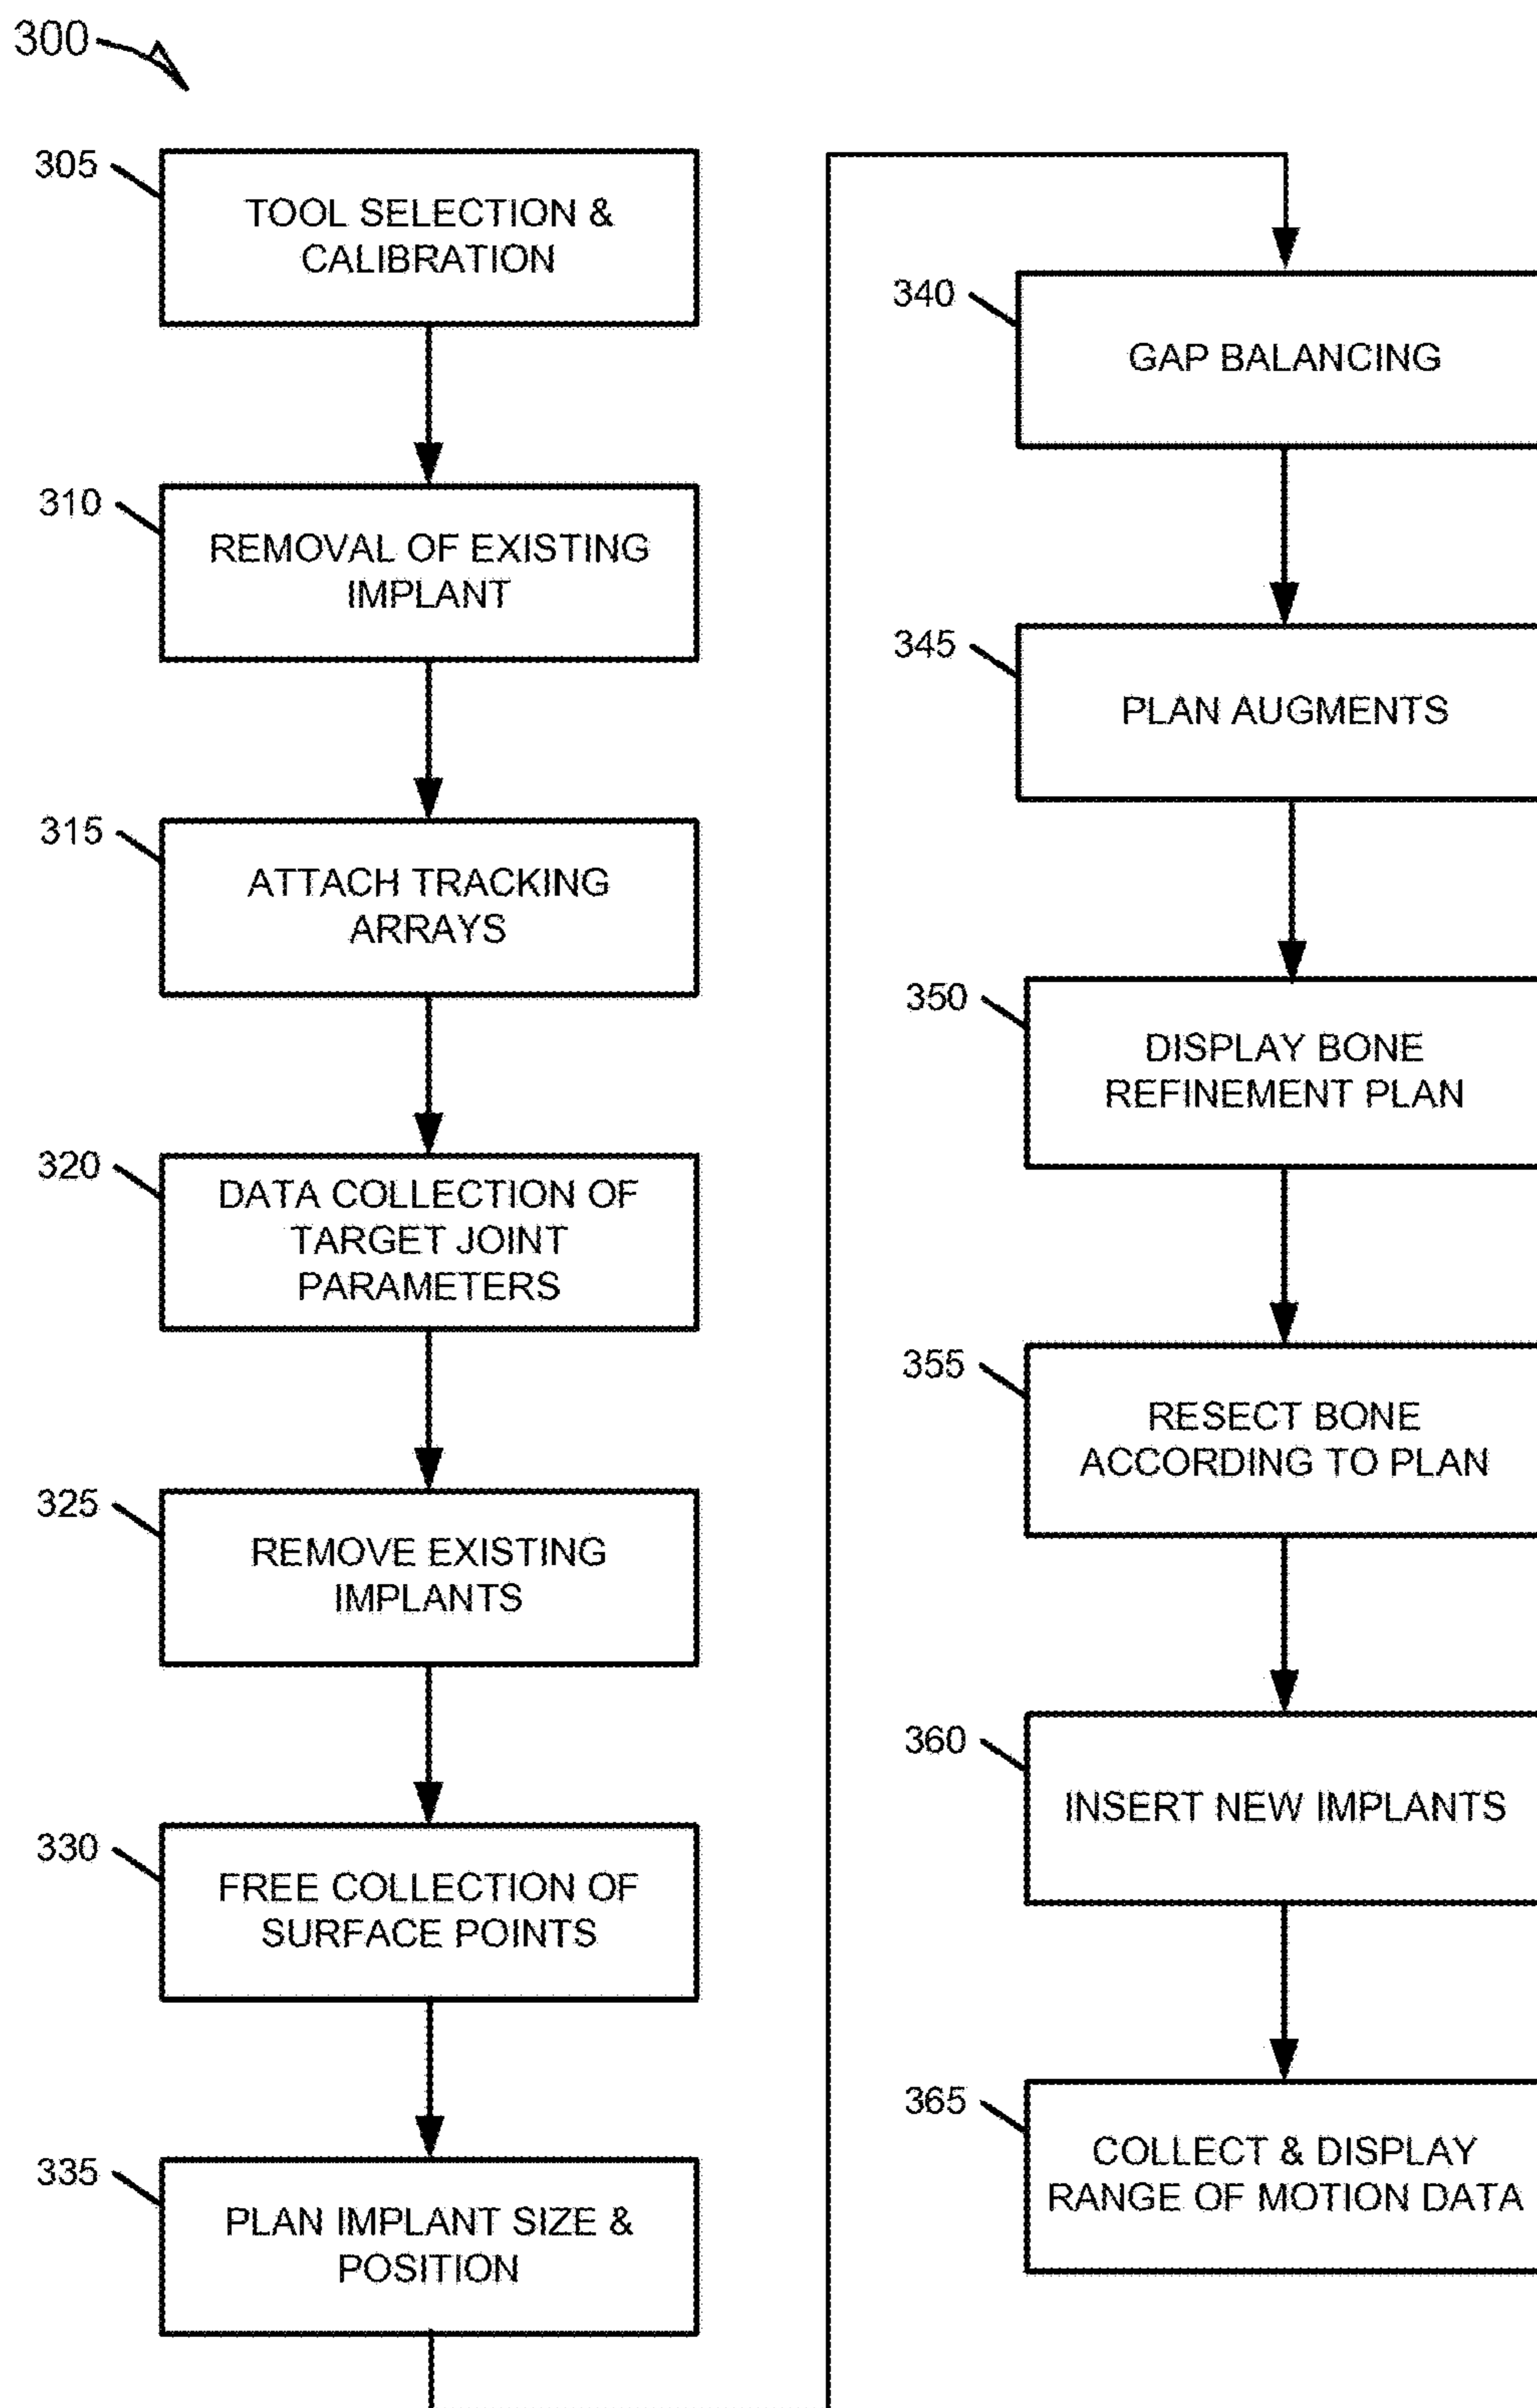 300
305
TOOL SELECTION &
CALIBRATION
310
REMOVAL OF EXISTING
IMPLANT
315
ATTACH TRACKING
ARRAYS
320
DATA COLLECTION OF
TARGET JOINT
PARAMETERS
325
REMOVE EXISTING
IMPLANTS
330
FREE COLLECTION OF
SURFACE POINTS
335
PLAN IMPLANT SIZE &
POSITION
340
GAP BALANCING
345
PLAN AUGMENTS
350
DISPLAY BONE
REFINEMENT PLAN
355
RESECT BONE
ACCORDING TO PLAN
360
INSERT NEW IMPLANTS
365
COLLECT & DISPLAY
RANGE OF MOTION DATA